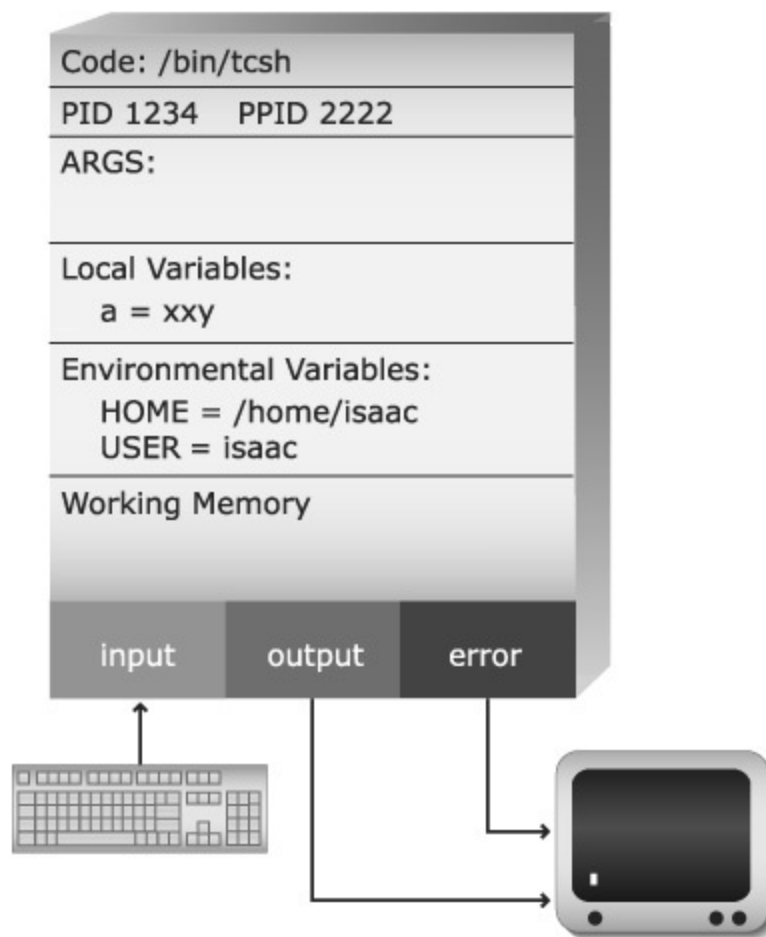 Code: /bin/tcsh
PID 1234 PPID 2222
ARGS:
Local Variables:
a = xxy
Environmental Variables:
HOME = /home/isaac
USER = isaac
Working Memory
input output error